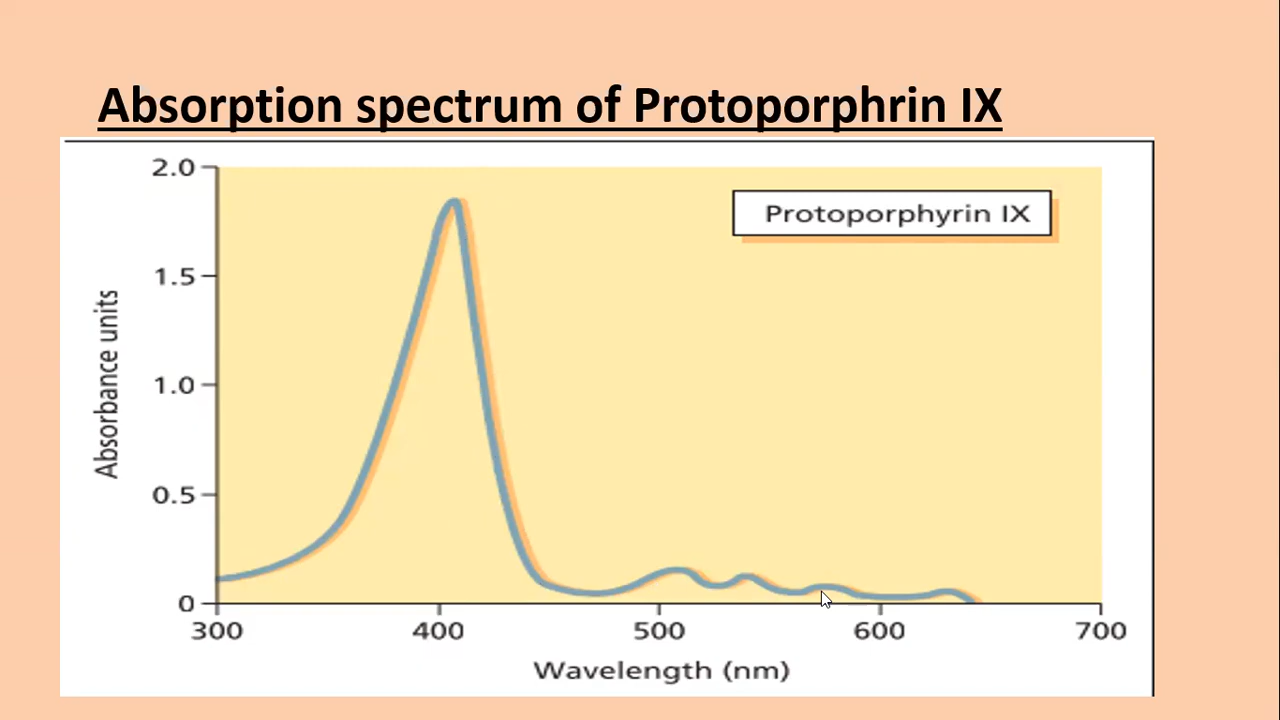 Absorption spectrum of Protoporphrin IX
2.0
Protoporphyrin IX
1.5
Absorbance units
1.0
0.5
0
300 400 500 600 700
Wavelength (nm)